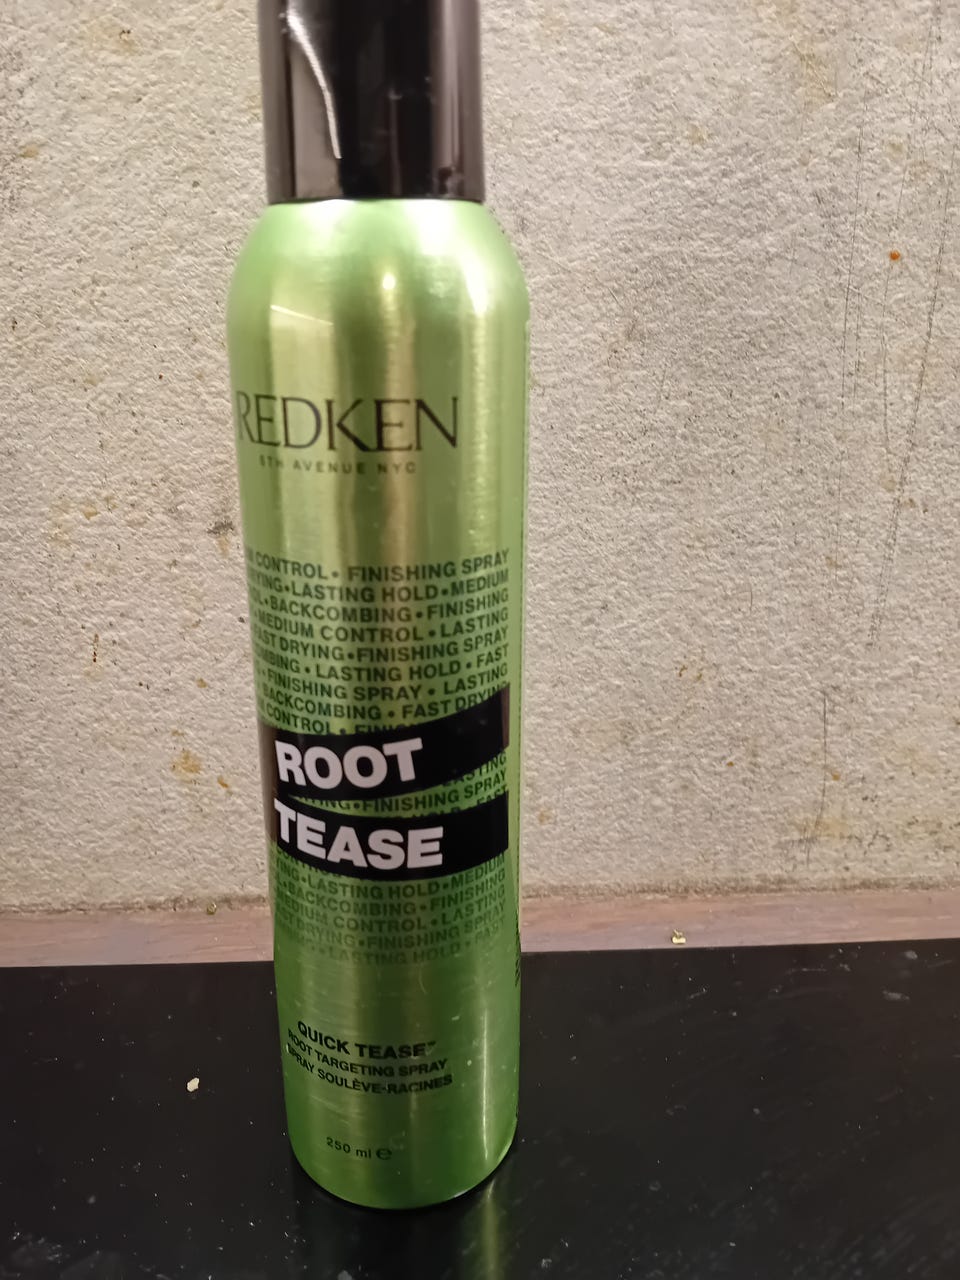 REDKEN
5TH AVENUE NYC
CONTROL • FINISHING SPRAY
•LASTING HOLD•MEDIUM
•BACKCOMBING • FINISHING
MEDIUM CONTROL • LASTING
FAST DRYING•FINISHING SPRAY
• LASTING HOLD • FAST
• FINISHING SPRAY • LASTING
BACKCOMBING • FAST DRYING
CONTROL •
ROOT
LASTING
•FINISHING SPRAY
TEASE
•LASTING HOLD•MEDIUM
•BACKCOMBING • FINISHING
MEDIUM CONTROL • LASTING
DRYING•FINISHING SPRAY
• LASTING HOLD • FAST
QUICK TEASE™
ROOT TARGETING SPRAY
SPRAY SOULÈVE-RACINES
250 ml ℮